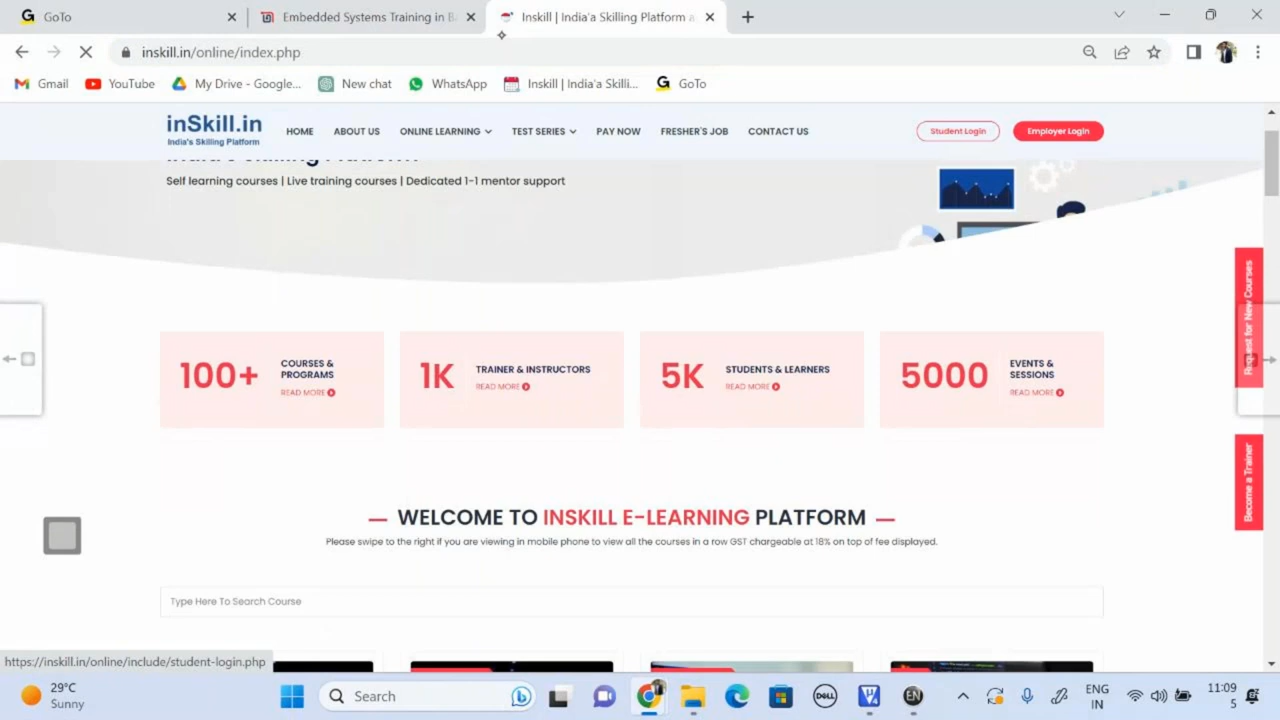 GoTo
Embedded Systems Training in Ba
Inskill | India'a Skilling Platform a
inskill.in/online/index.php
Gmail
YouTube
My Drive - Google...
New chat
WhatsApp
Inskill | India'a Skilli...
GoTo
inSkill.in
India's Skilling Platform
HOME
ABOUT US
ONLINE LEARNING
TEST SERIES
PAY NOW
FRESHER'S JOB
CONTACT US
Student Login
Employer Login
India's Skilling Platform
Self learning courses | Live training courses | Dedicated 1-1 mentor support
100+
COURSES &
PROGRAMS
READ MORE
1K
TRAINER & INSTRUCTORS
READ MORE
5K
STUDENTS & LEARNERS
READ MORE
5000
EVENTS &
SESSIONS
READ MORE
Request for New Courses
Become a Trainer
WELCOME TO INSKILL E-LEARNING PLATFORM
Please swipe to the right if you are viewing in mobile phone to view all the courses in a row GST chargeable at 18% on top of fee displayed.
Type Here To Search Course
https://inskill.in/online/include/student-login.php
29°C
Sunny
Search
DELL
EN
ENG
IN
11:09
5